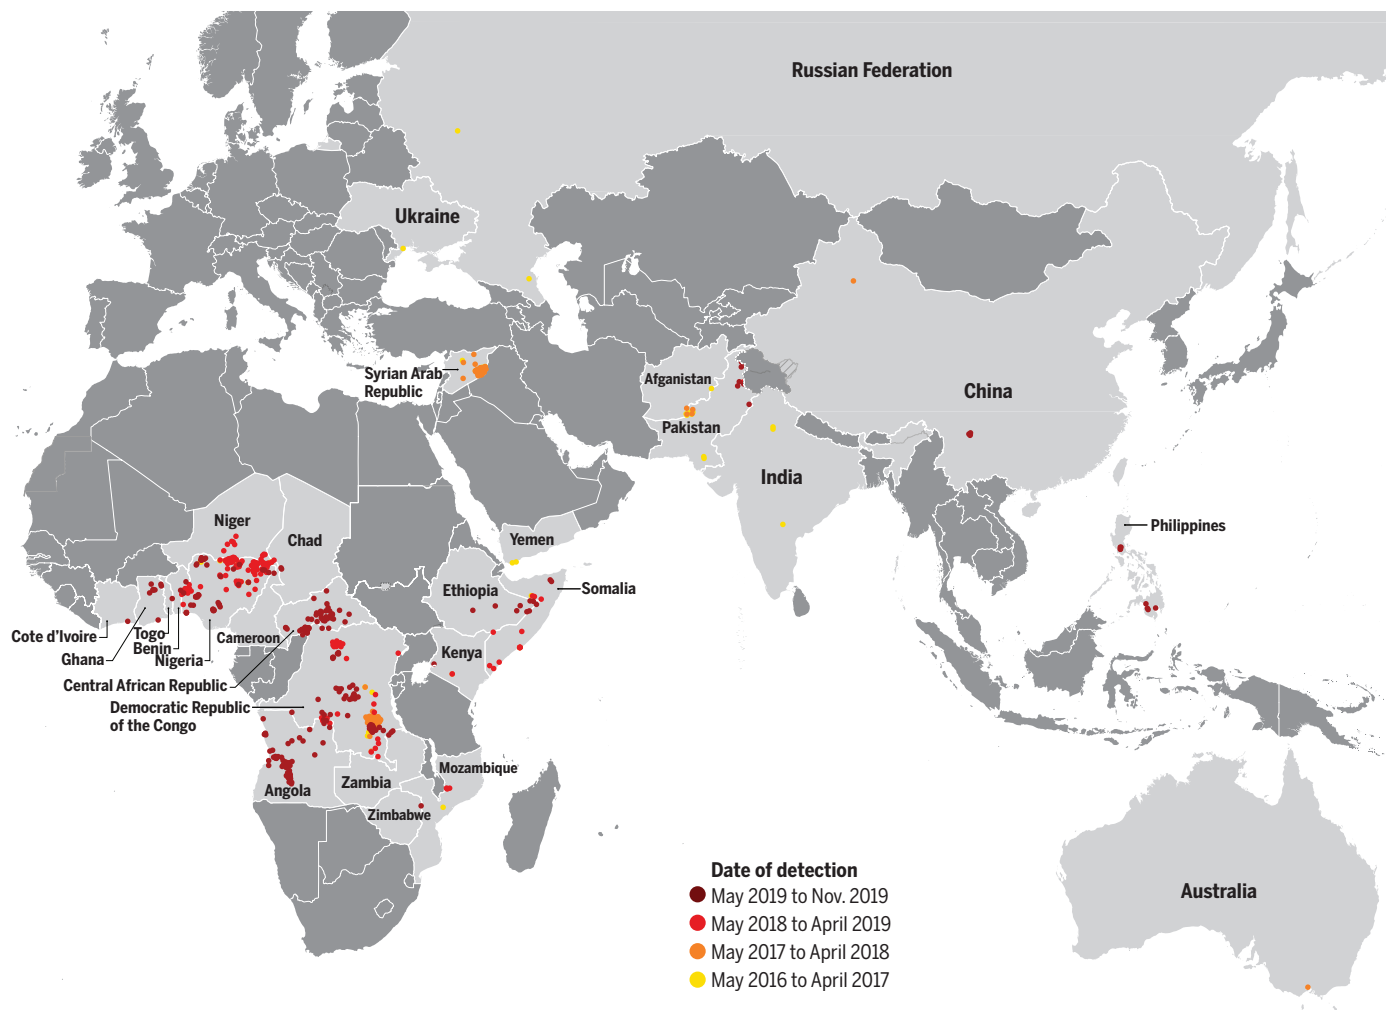 Russian Federation
Ukraine
Syrian Arab
Republic
Afganistan
China
Pakistan
India
Niger
Chad
Yemen
Philippines
Ethiopia
Somalia
Cote d’Ivoire
Togo
Benin
Cameroon
Ghana
Nigeria
Kenya
Central African Republic
Democratic Republic
of the Congo
Mozambique
Zambia
Angola
Zimbabwe
Australia
Date of detection
May 2019 to Nov. 2019
May 2018 to April 2019
May 2017 to April 2018
May 2016 to April 2017